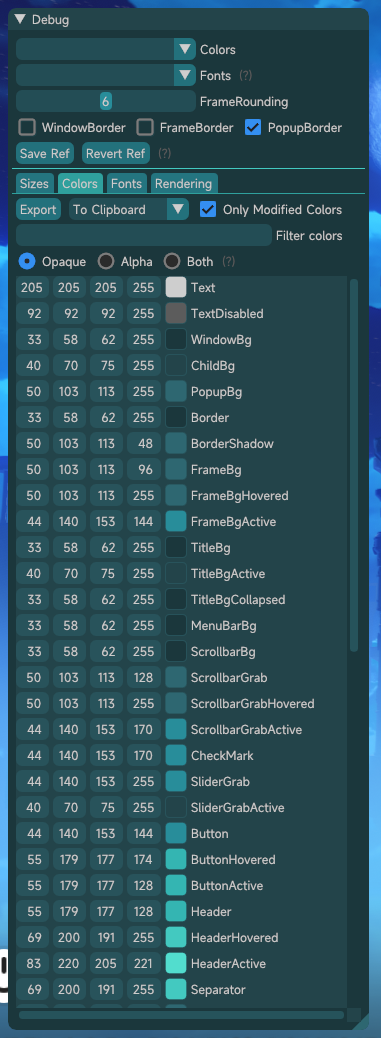 Debug
Colors
Fonts (?)
6 FrameRounding
WindowBorder FrameBorder PopupBorder
Save Ref Revert Ref (?)
Sizes Colors Fonts Rendering
Export To Clipboard Only Modified Colors
Filter colors
Opaque Alpha Both (?)
205 205 205 255 Text
92 92 92 255 TextDisabled
33 58 62 255 WindowBg
40 70 75 255 ChildBg
50 103 113 255 PopupBg
33 58 62 255 Border
50 103 113 48 BorderShadow
50 103 113 96 FrameBg
50 103 113 255 FrameBgHovered
44 140 153 144 FrameBgActive
33 58 62 255 TitleBg
40 70 75 255 TitleBgActive
33 58 62 255 TitleBgCollapsed
33 58 62 255 MenuBarBg
33 58 62 255 ScrollbarBg
50 103 113 128 ScrollbarGrab
50 103 113 255 ScrollbarGrabHovered
44 140 153 170 ScrollbarGrabActive
44 140 153 170 CheckMark
44 140 153 255 SliderGrab
40 70 75 255 SliderGrabActive
44 140 153 144 Button
55 179 177 174 ButtonHovered
55 179 177 128 ButtonActive
55 179 177 128 Header
69 200 191 255 HeaderHovered
83 220 205 221 HeaderActive
69 200 191 255 Separator